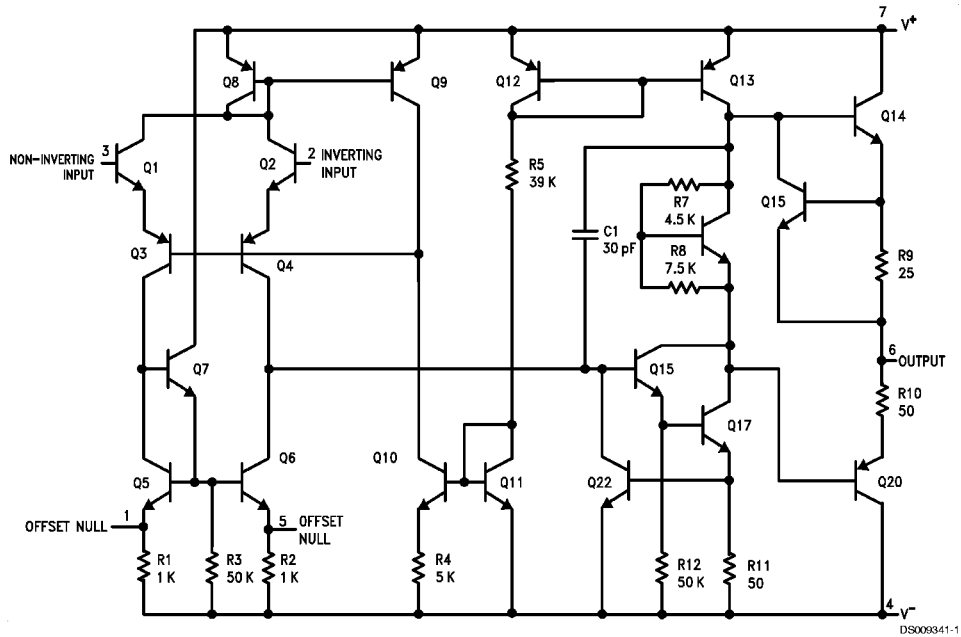 7 V+
Q8
Q9
Q12
Q13
Q14
3
NON-INVERTING
INPUT
Q1
Q2
2 INVERTING
INPUT
R5
39 K
R7
4.5 K
Q15
Q3
Q4
C1
30 pF
R8
7.5 K
R9
25
6
OUTPUT
Q7
Q15
R10
50
Q17
Q5
Q6
Q10
Q11
Q22
Q20
OFFSET NULL 1
5 OFFSET
NULL
R1
1 K
R3
50 K
R2
1 K
R4
5 K
R12
50 K
R11
50
4 V−
DS009341-1